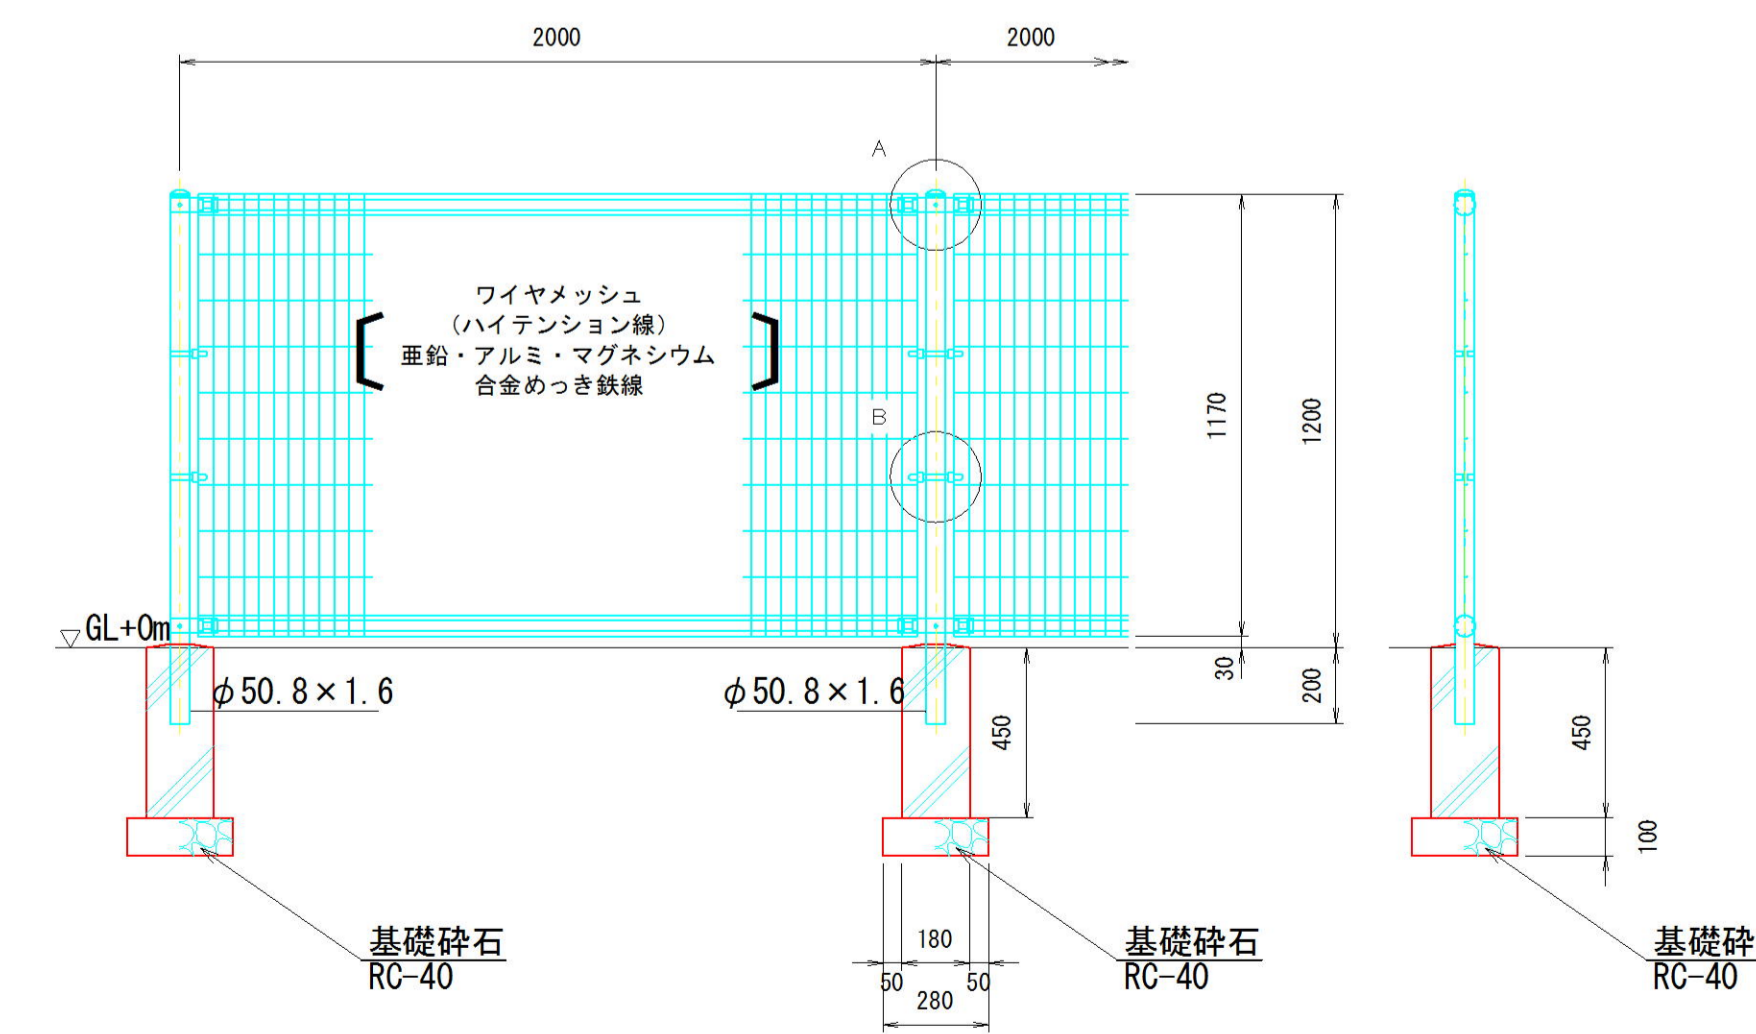 2000
2000
A
ワイヤメッシュ
（ハイテンション線）
亜鉛・アルミ・マグネシウム
合金めっき鉄線
B
1170
1200
GL+0m
30
200
φ50.8×1.6
φ50.8×1.6
450
450
100
基礎砕石
RC-40
180
50
50
280
基礎砕石
RC-40
基礎砕
RC-40